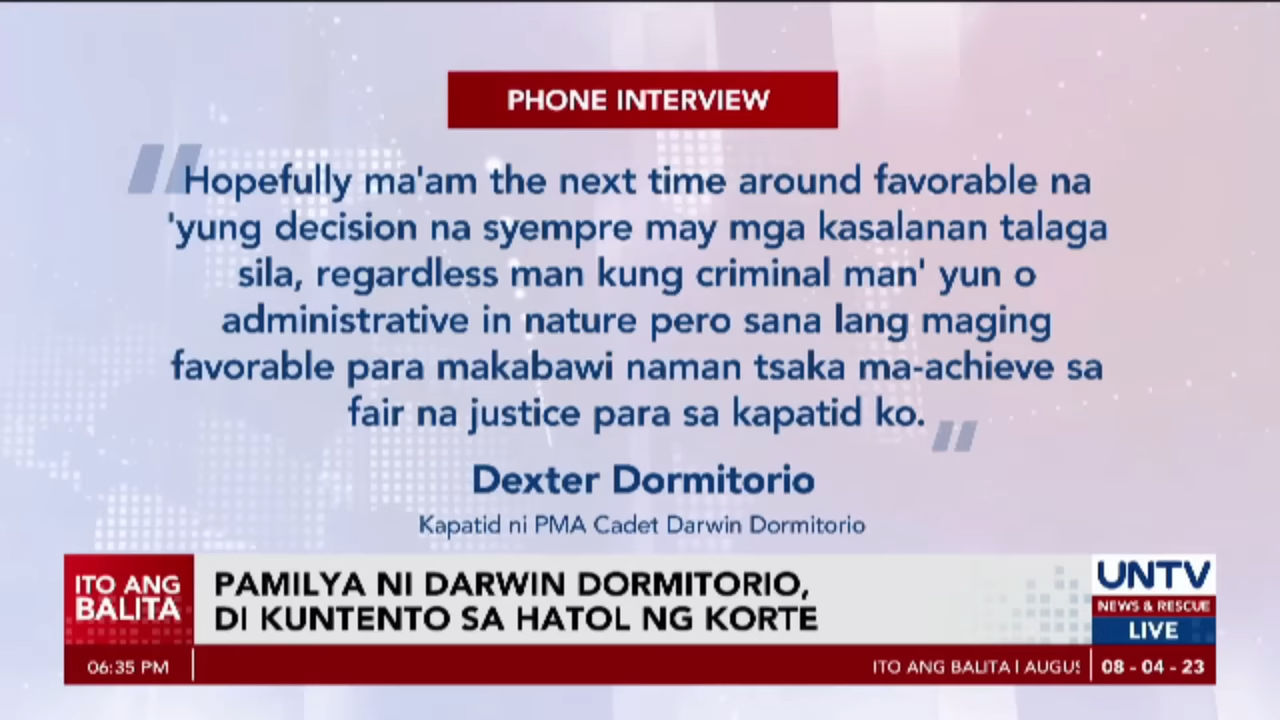 PHONE INTERVIEW
"Hopefully ma'am the next time around favorable na
'yung decision na syempre may mga kasalanan talaga
sila, regardless man kung criminal man' yun o
administrative in nature pero sana lang maging
favorable para makabawi naman tsaka ma-achieve sa
fair na justice para sa kapatid ko."
Dexter Dormitorio
Kapatid ni PMA Cadet Darwin Dormitorio
ITO ANG
BALITA
PAMILYA NI DARWIN DORMITORIO,
DI KUNTENTO SA HATOL NG KORTE
UNTV
NEWS & RESCUE
LIVE
06:35 PM
ITO ANG BALITA | AUGUS
08 - 04 - 23